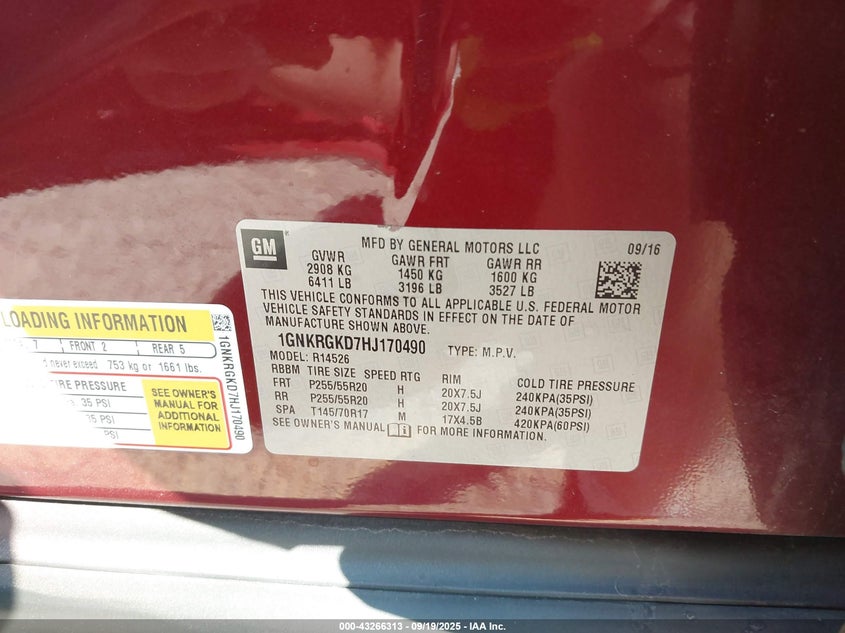 GM
MFD BY GENERAL MOTORS LLC 09/16
GVWR GAWR FRT GAWR RR
2908 KG 1450 KG 1600 KG
6411 LB 3196 LB 3527 LB
THIS VEHICLE CONFORMS TO ALL APPLICABLE U.S. FEDERAL MOTOR
VEHICLE SAFETY STANDARDS IN EFFECT ON THE DATE OF
MANUFACTURE SHOWN ABOVE.
1GNKRGKD7HJ170490 TYPE: M.P.V.
MODEL: R14526
RBBM TIRE SIZE SPEED RTG RIM COLD TIRE PRESSURE
FRT P255/55R20 H 20X7.5J 240KPA(35PSI)
RR P255/55R20 H 20X7.5J 240KPA(35PSI)
SPA T145/70R17 M 17X4.5B 420KPA(60PSI)
SEE OWNER'S MANUAL FOR MORE INFORMATION.
LOADING INFORMATION
7 FRONT 2 REAR 5
never exceed 753 kg or 1661 lbs.
TIRE PRESSURE
35 PSI
35 PSI
PSI
SEE OWNER'S
MANUAL FOR
ADDITIONAL
INFORMATION
1GNKRGKD7HJ170490
000-43266313 - 09/19/2025 - IAA Inc.